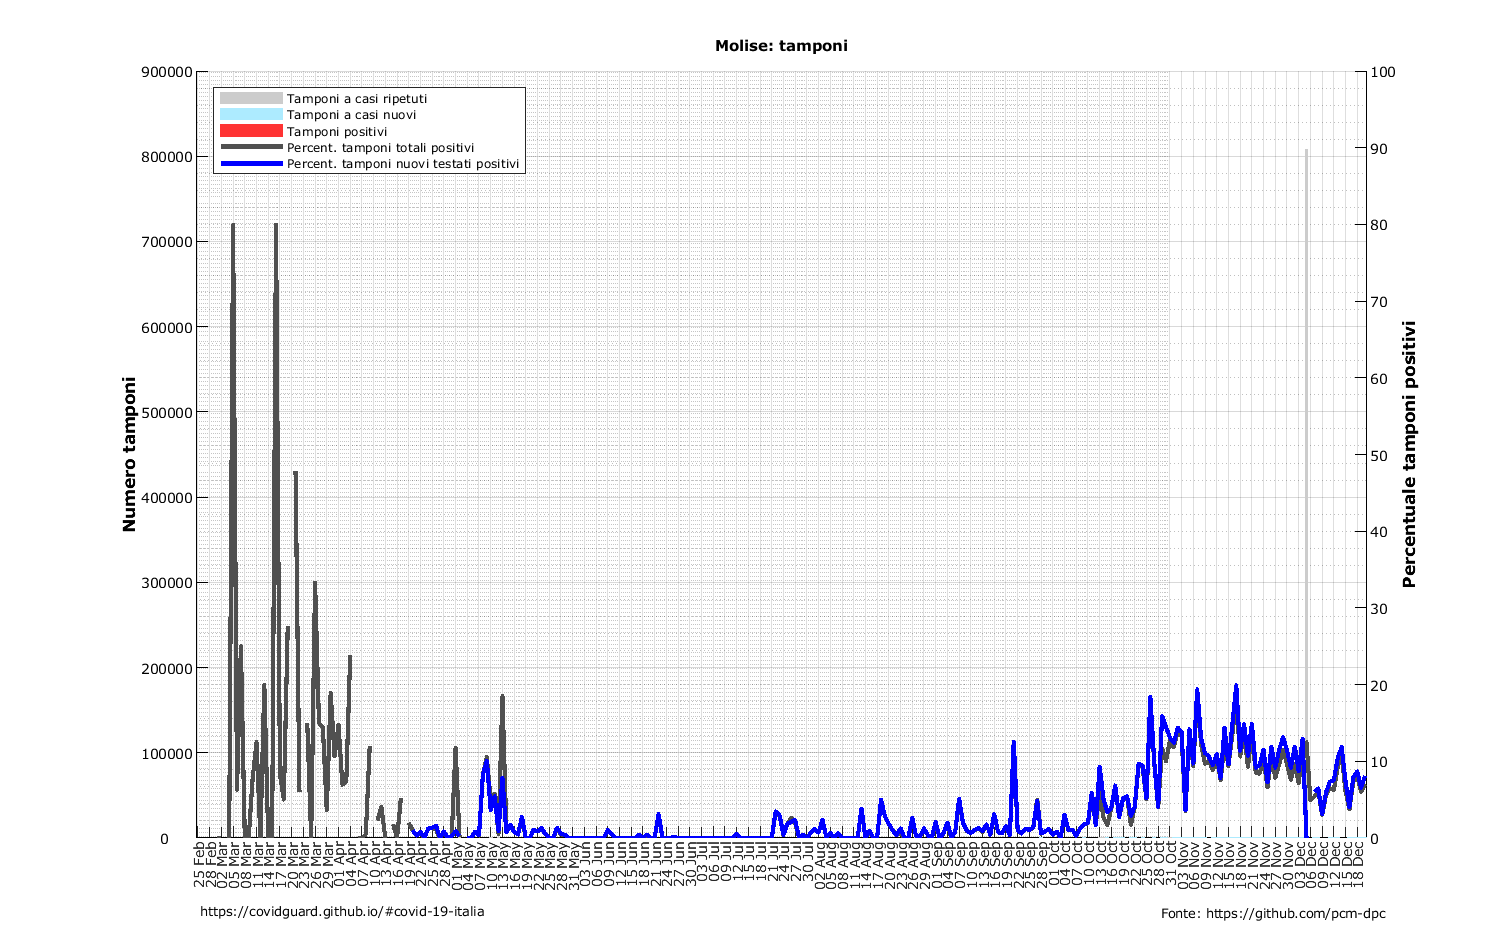 Molise: tamponi
900000
800000
700000
600000
500000
400000
300000
200000
100000
0
Numero tamponi
Tamponi a casi ripetuti
Tamponi a casi nuovi
Tamponi positivi
Percent. tamponi totali positivi
Percent. tamponi nuovi testati positivi
100
90
80
70
60
50
40
30
20
10
0
Percentuale tamponi positivi
25 Feb
28 Feb
02 Mar
05 Mar
08 Mar
11 Mar
14 Mar
17 Mar
20 Mar
23 Mar
26 Mar
29 Mar
01 Apr
04 Apr
07 Apr
10 Apr
13 Apr
16 Apr
19 Apr
22 Apr
25 Apr
28 Apr
01 May
04 May
07 May
10 May
13 May
16 May
19 May
22 May
25 May
28 May
31 May
03 Jun
06 Jun
09 Jun
12 Jun
15 Jun
18 Jun
21 Jun
24 Jun
27 Jun
30 Jun
03 Jul
06 Jul
09 Jul
12 Jul
15 Jul
18 Jul
21 Jul
24 Jul
27 Jul
30 Jul
02 Aug
05 Aug
08 Aug
11 Aug
14 Aug
17 Aug
20 Aug
23 Aug
26 Aug
29 Aug
01 Sep
04 Sep
07 Sep
10 Sep
13 Sep
16 Sep
19 Sep
22 Sep
25 Sep
28 Sep
01 Oct
04 Oct
07 Oct
10 Oct
13 Oct
16 Oct
19 Oct
22 Oct
25 Oct
28 Oct
31 Oct
03 Nov
06 Nov
09 Nov
12 Nov
15 Nov
18 Nov
21 Nov
24 Nov
27 Nov
30 Nov
03 Dec
06 Dec
09 Dec
12 Dec
15 Dec
18 Dec
https://covidguard.github.io/#covid-19-italia
Fonte: https://github.com/pcm-dpc